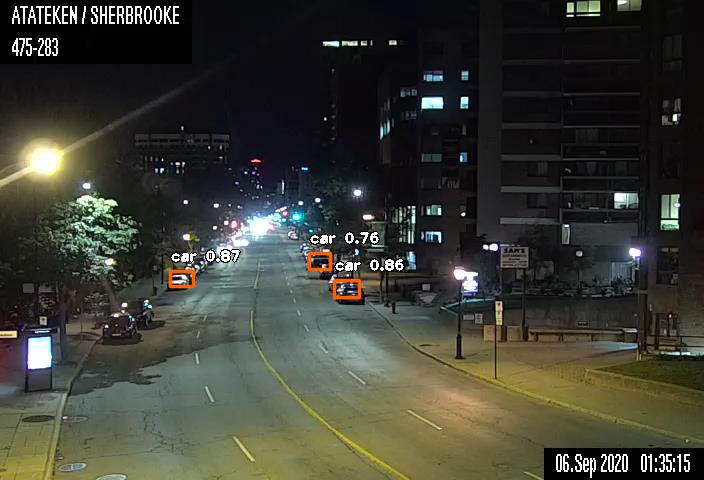 ATATEKEN / SHERBROOKE
475-283
car 0.87
car 0.76
car 0.86
SAM'S
06.Sep 2020 01:35:15